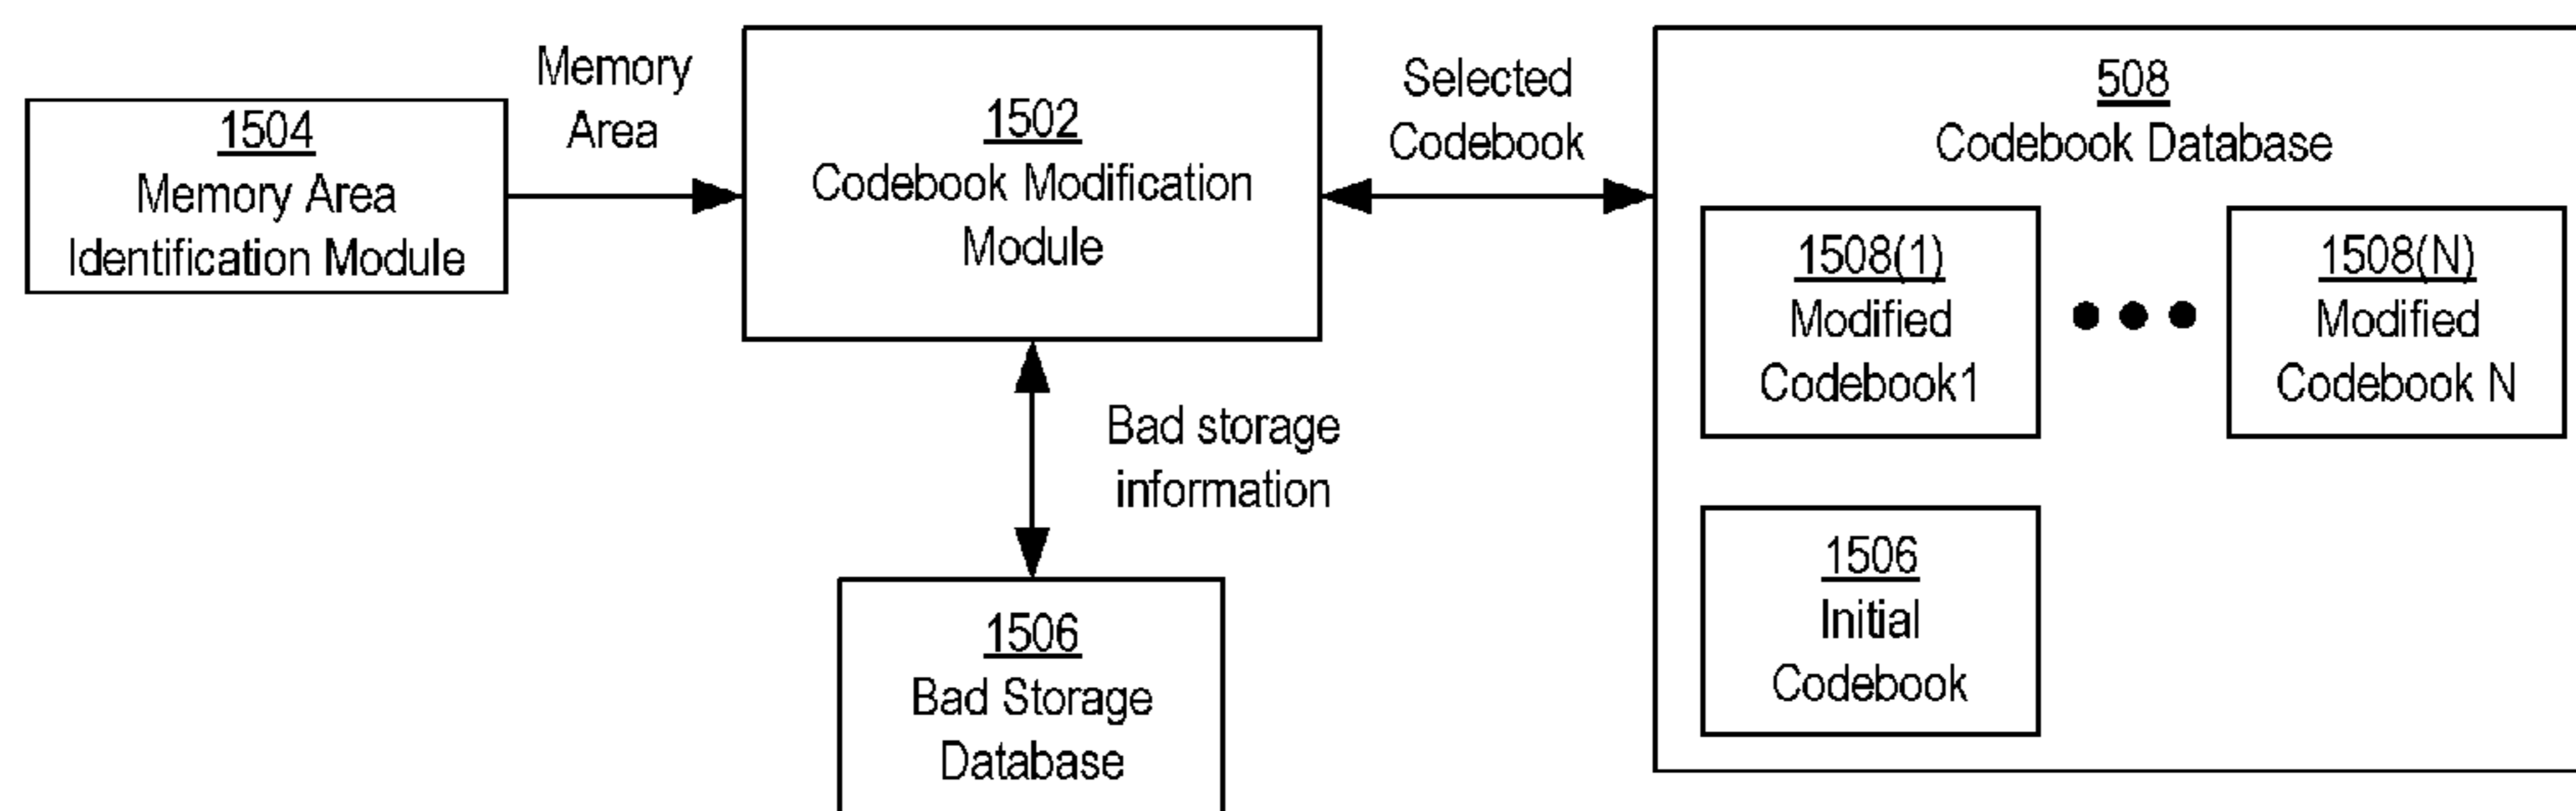 1504
Memory Area
Identification Module
Memory
Area
1502
Codebook Modification
Module
Selected
Codebook
508
Codebook Database
1508(1)
Modified
Codebook1
1508(N)
Modified
Codebook N
1506
Initial
Codebook
Bad storage
information
1506
Bad Storage
Database